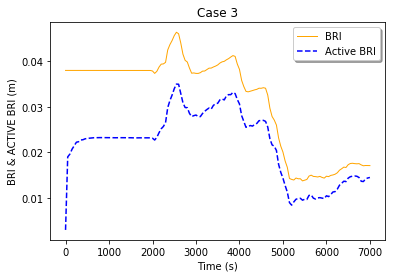 Case 3
BRI
Active BRI
BRI & ACTIVE BRI (m)
0.04
0.03
0.02
0.01
0 1000 2000 3000 4000 5000 6000 7000
Time (s)